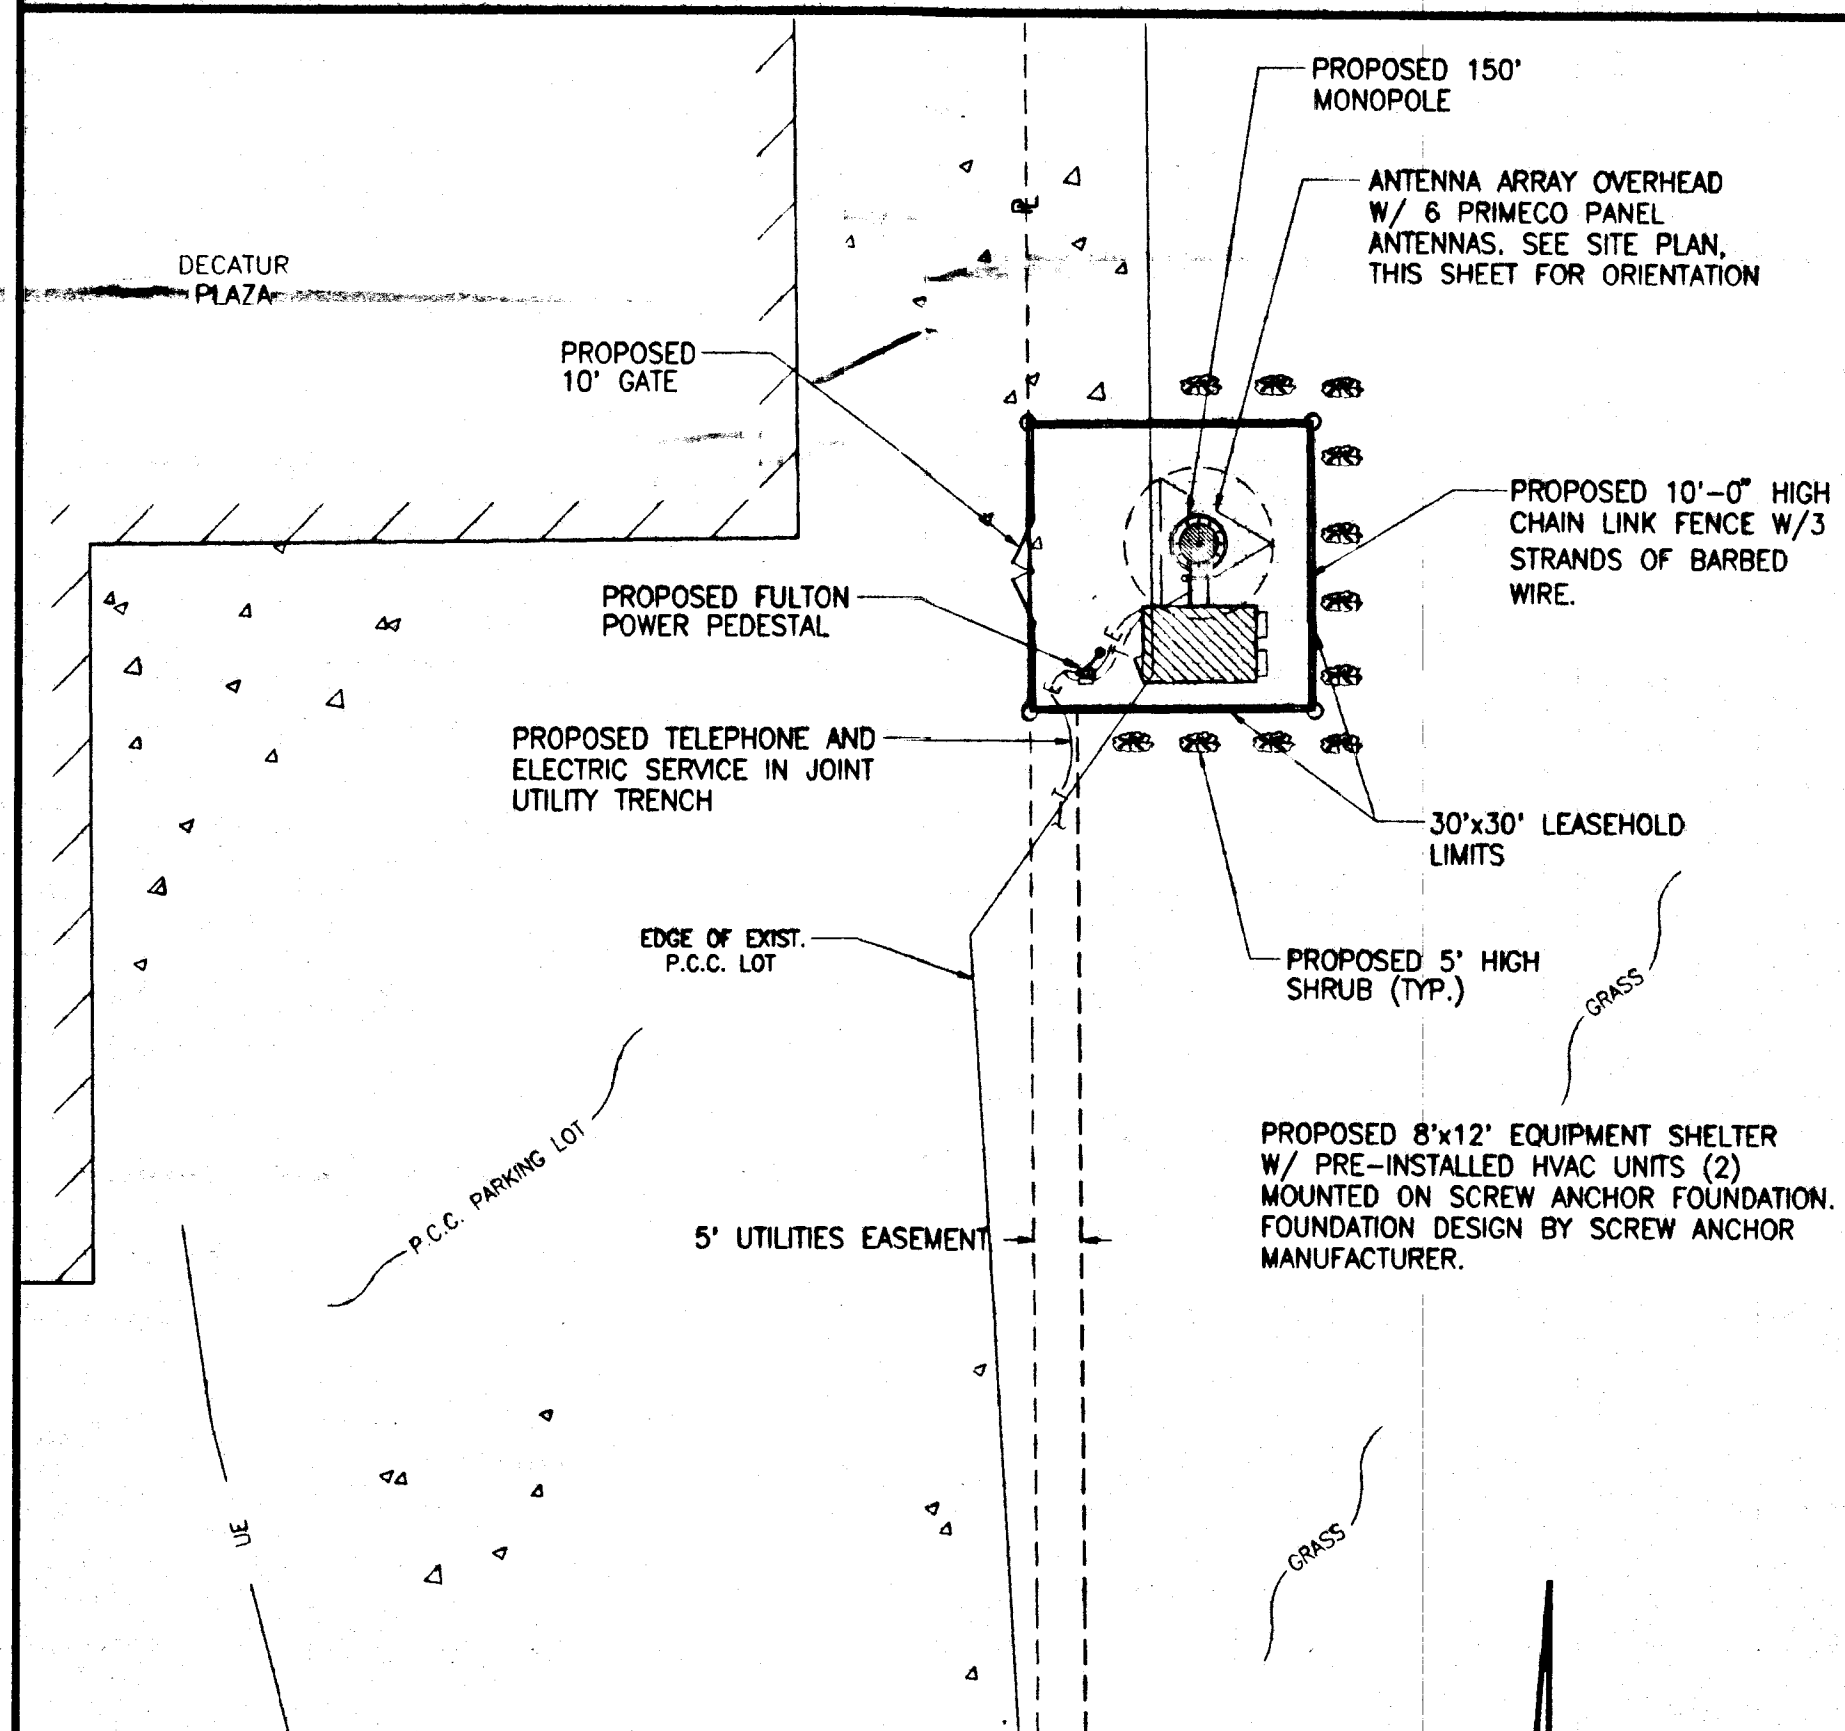 PROPOSED 150'
MONOPOLE
ANTENNA ARRAY OVERHEAD
W/ 6 PRIMECO PANEL
ANTENNAS. SEE SITE PLAN,
THIS SHEET FOR ORIENTATION
DECATUR
PLAZA
PROPOSED
10' GATE
PROPOSED 10'-0" HIGH
CHAIN LINK FENCE W/3
STRANDS OF BARBED
WIRE.
PROPOSED FULTON
POWER PEDESTAL
E
E
PROPOSED TELEPHONE AND
ELECTRIC SERVICE IN JOINT
UTILITY TRENCH
30'x30' LEASEHOLD
LIMITS
EDGE OF EXIST.
P.C.C. LOT
PROPOSED 5' HIGH
SHRUB (TYP.)
GRASS
P.C.C. PARKING LOT
PROPOSED 8'x12' EQUIPMENT SHELTER
W/ PRE-INSTALLED HVAC UNITS (2)
MOUNTED ON SCREW ANCHOR FOUNDATION.
FOUNDATION DESIGN BY SCREW ANCHOR
MANUFACTURER.
5' UTILITIES EASEMENT
UE
GRASS